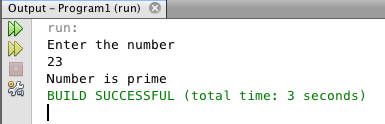 Output – Program1 (run)
run:
Enter the number
23
Number is prime
BUILD SUCCESSFUL (total time: 3 seconds)